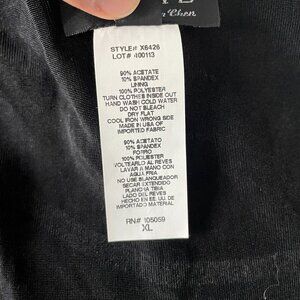 Chen
STYLE# X6426
LOT# 400113
90% ACETATE
10% SPANDEX
LINING
100% POLYESTER
TURN CLOTHES INSIDE OUT
HAND WASH COLD WATER
DO NOT BLEACH
DRY FLAT
COOL IRON WRONG SIDE
MADE IN USA OF
IMPORTED FABRIC
90% ACETATO
10% SPANDEX
FORRO
100% POLYESTER
VOLTEARLO AL REVES
LAVAR A MANO CON
AGUA FRIA
NO USE BLANQUEADOR
SECAR EXTENDIDO
PLANCHA TIBIA
LADO DEL REVES
HECHO EN EE. UU. DE
IMPORTADO MATERIAL
RN# 105059
XL